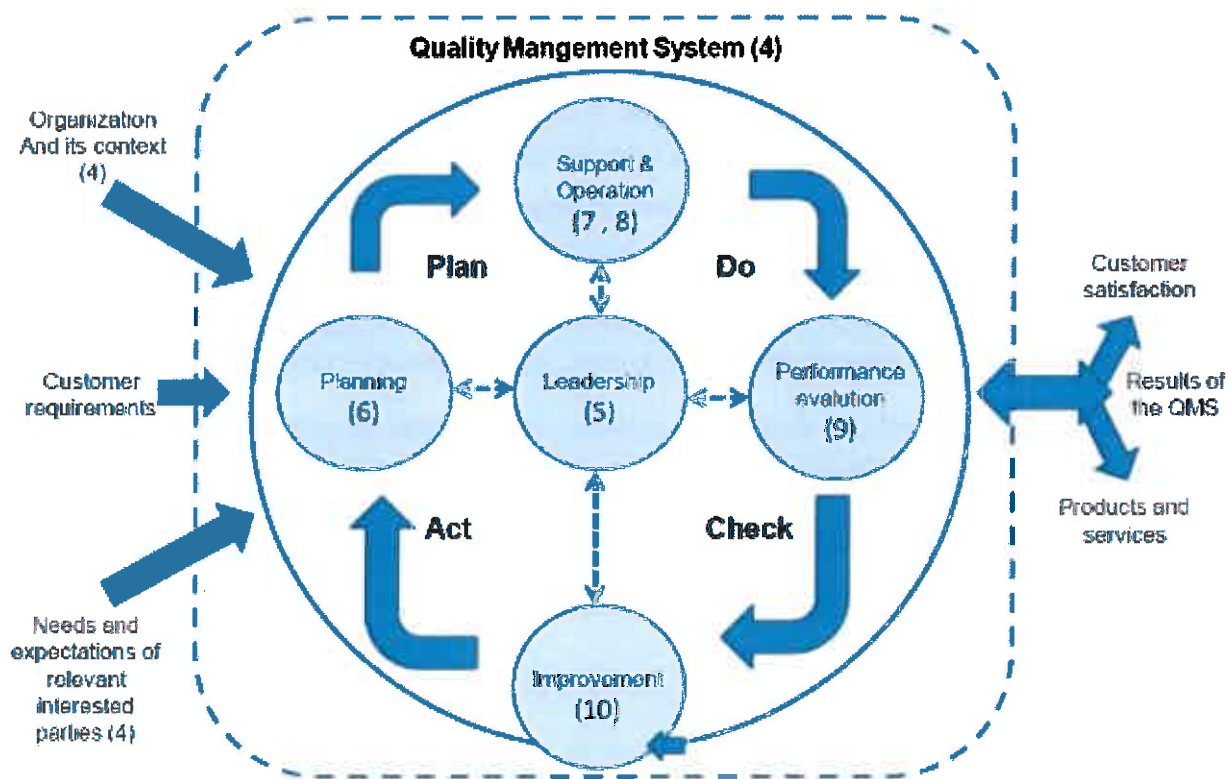 Quality Mangement System (4)
Organization
And its context
(4)
Support &
Operation
(7 , 8)
Plan
Do
Customer
satisfaction
Customer
requirements
Planning
(6)
Leadership
(5)
Performance
evalution
(9)
Results of
the QMS
Act
Check
Products and
services
Needs and
expectations of
relevant
interested
parties (4)
Improvement
(10)